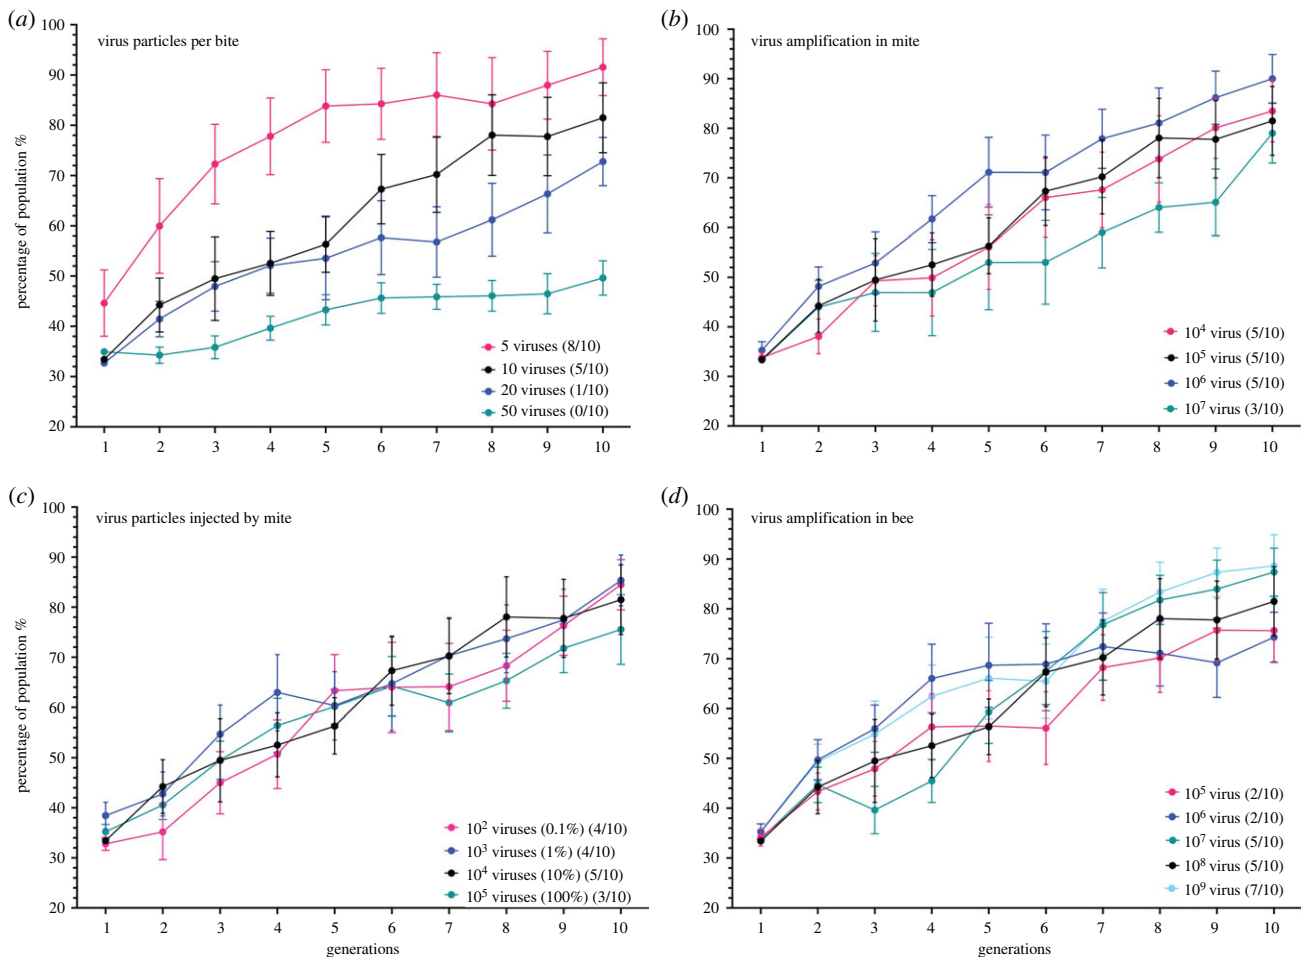 (a)
virus particles per bite
percentage of population %
100
90
80
70
60
50
40
30
20
1 2 3 4 5 6 7 8 9 10
5 viruses (8/10)
10 viruses (5/10)
20 viruses (1/10)
50 viruses (0/10)
(b)
virus amplification in mite
100
90
80
70
60
50
40
30
20
1 2 3 4 5 6 7 8 9 10
10⁴ virus (5/10)
10⁵ virus (5/10)
10⁶ virus (5/10)
10⁷ virus (3/10)
(c)
virus particles injected by mite
percentage of population %
100
90
80
70
60
50
40
30
20
1 2 3 4 5 6 7 8 9 10
generations
10² viruses (0.1%) (4/10)
10³ viruses (1%) (4/10)
10⁴ viruses (10%) (5/10)
10⁵ viruses (100%) (3/10)
(d)
virus amplification in bee
100
90
80
70
60
50
40
30
20
1 2 3 4 5 6 7 8 9 10
generations
10⁵ virus (2/10)
10⁶ virus (2/10)
10⁷ virus (5/10)
10⁸ virus (5/10)
10⁹ virus (7/10)